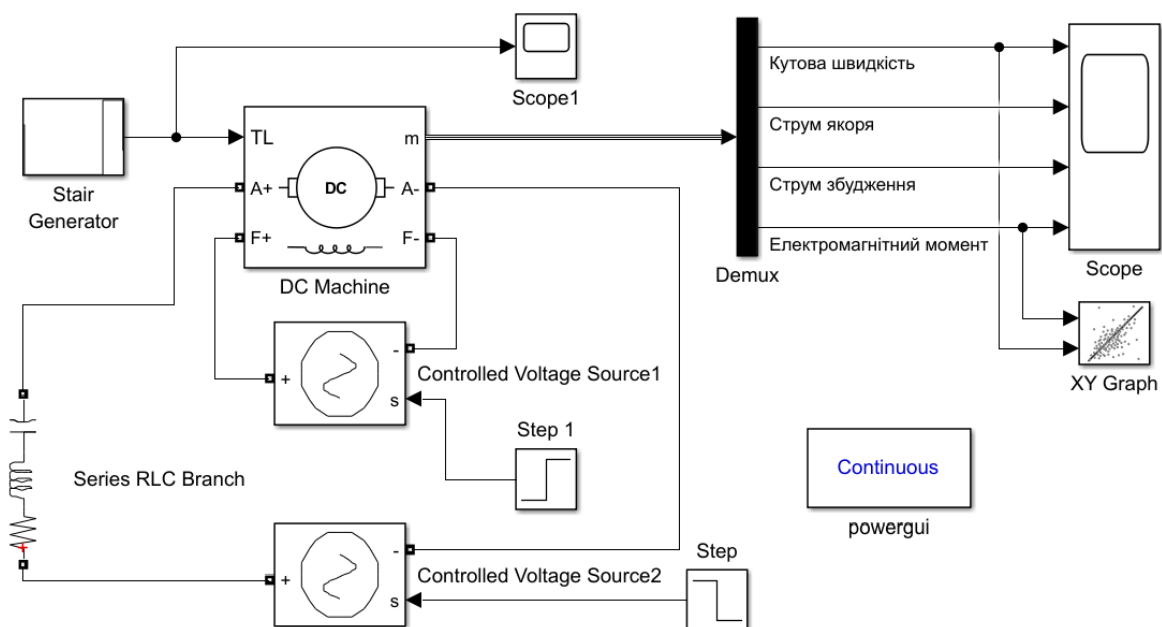 Кутова швидкість
Scope1
Струм якоря
TL
m
DC
A+
A-
Stair
Generator
Струм збудження
F+
F-
Електромагнітний момент
Scope
DC Machine
Demux
-
+
Controlled Voltage Source1
XY Graph
s
Step 1
Continuous
Series RLC Branch
powergui
-
Step
+
Controlled Voltage Source2
s